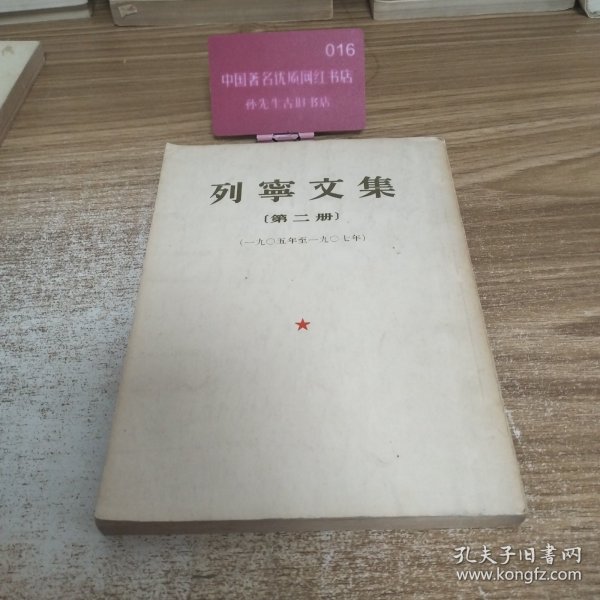 016
中国著名优质网红书店
孙先生古旧书店
列寧文集
〔第二册〕
(一九〇五年至一九〇七年)
孔夫子旧书网
www.kongfz.com